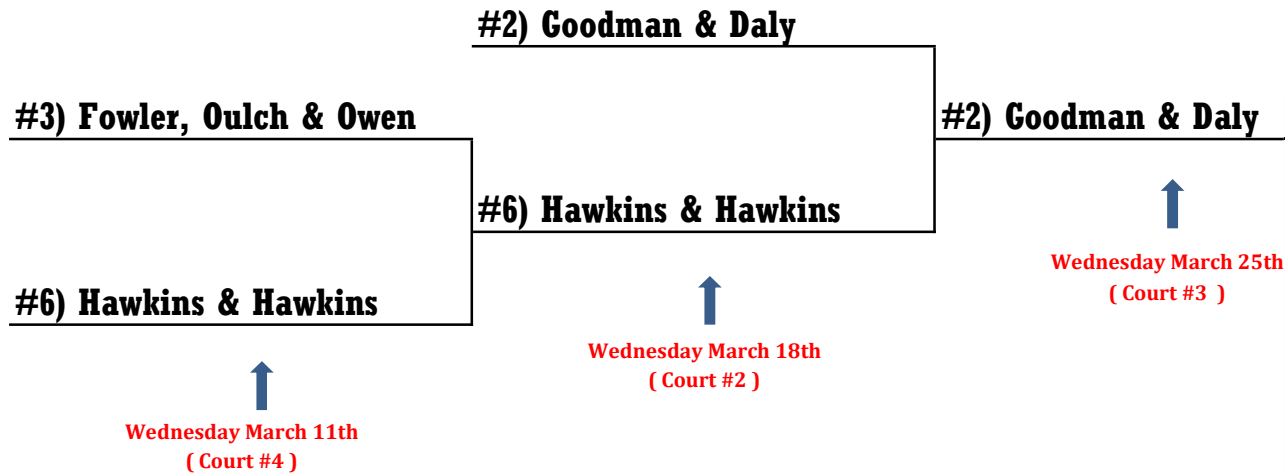 #2) Goodman & Daly
#3) Fowler, Oulch & Owen
#2) Goodman & Daly
#6) Hawkins & Hawkins
Wednesday March 25th
( Court #3 )
#6) Hawkins & Hawkins
Wednesday March 18th
( Court #2 )
Wednesday March 11th
( Court #4 )